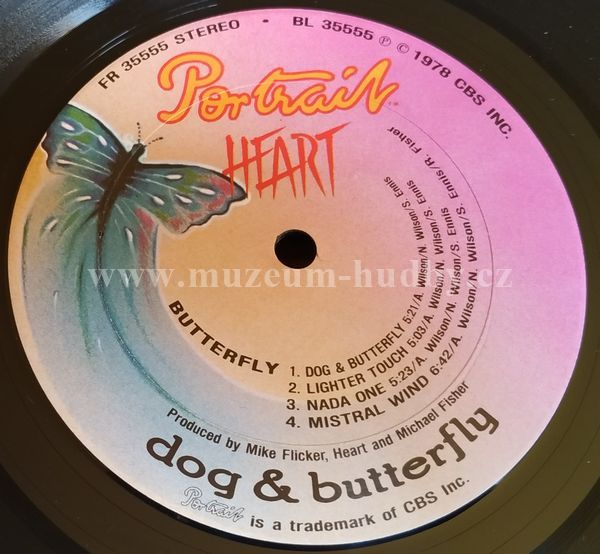 FR 35555 STEREO • BL 35555 Ⓟ © 1978 CBS INC.
Portrait™
HEART
BUTTERFLY
1. DOG & BUTTERFLY 5:21/A. Wilson/N. Wilson/S. Ennis
2. LIGHTER TOUCH 5:03/A. Wilson/N. Wilson/S. Ennis
3. NADA ONE 5:23/A. Wilson/N. Wilson/S. Ennis
4. MISTRAL WIND 6:42/A. Wilson/N. Wilson/S. Ennis/R. Fisher
Produced by Mike Flicker, Heart and Michael Fisher
dog & butterfly
Portrait is a trademark of CBS Inc.
www.muzeum-hudby.cz